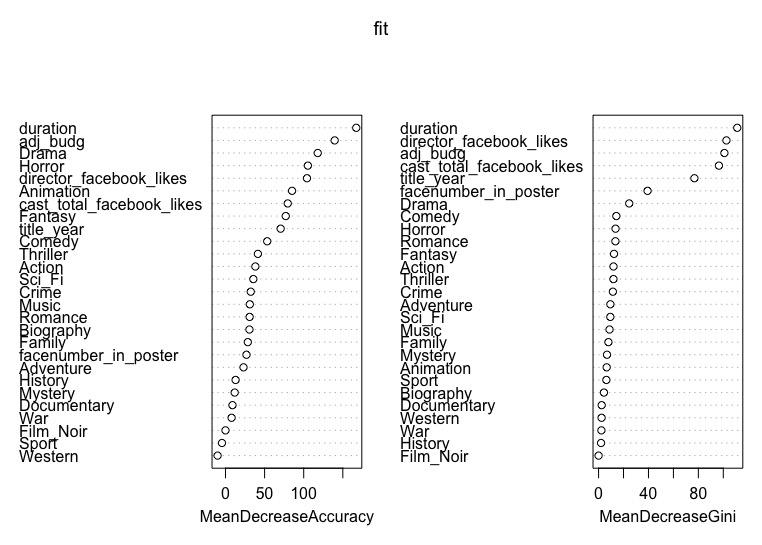 fit
duration
adj_budg
Drama
Horror
director_facebook_likes
Animation
cast_total_facebook_likes
Fantasy
title_year
Comedy
Thriller
Action
Sci_Fi
Crime
Music
Romance
Biography
Family
facenumber_in_poster
Adventure
History
Mystery
Documentary
War
Film_Noir
Sport
Western
0 50 100
MeanDecreaseAccuracy
duration
director_facebook_likes
adj_budg
cast_total_facebook_likes
title_year
facenumber_in_poster
Drama
Comedy
Horror
Romance
Fantasy
Action
Thriller
Crime
Adventure
Sci_Fi
Music
Family
Mystery
Animation
Sport
Biography
Documentary
Western
War
History
Film_Noir
0 40 80
MeanDecreaseGini